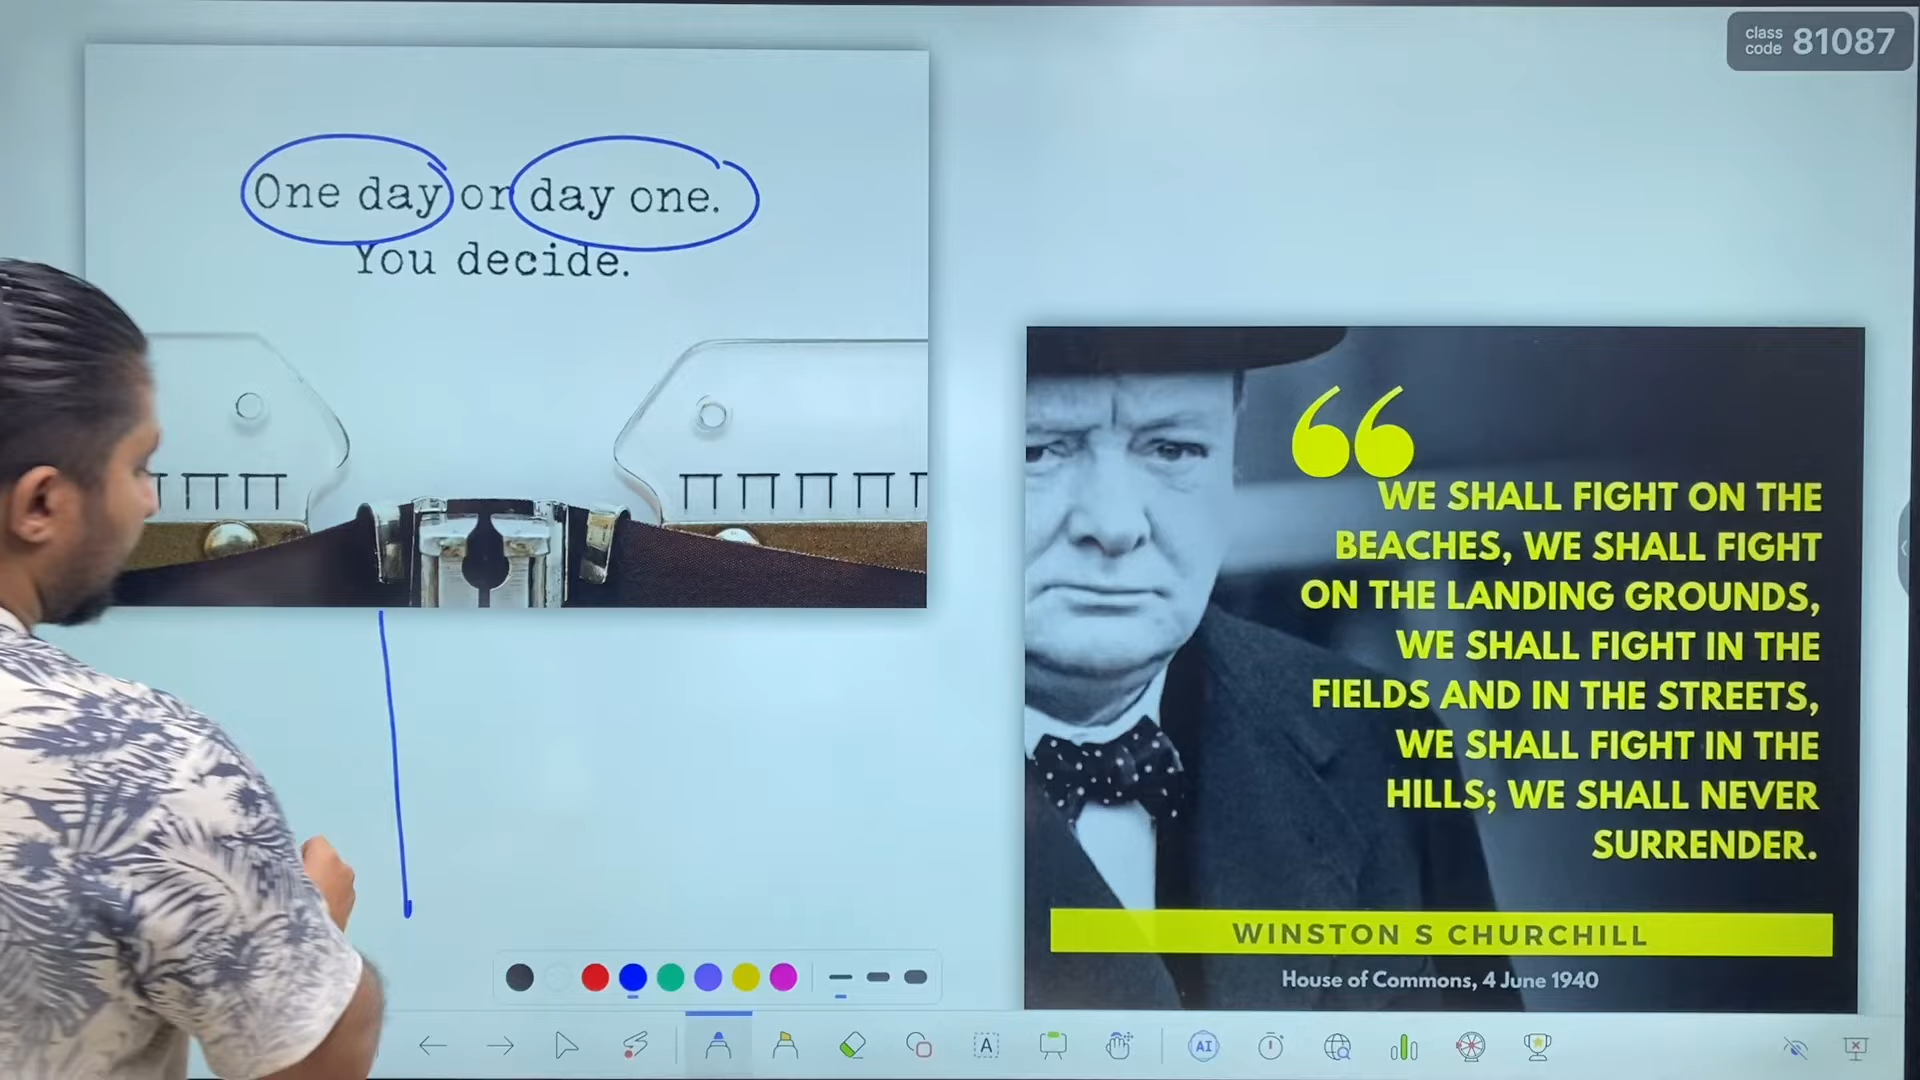 class
code 81087
One day or day one.
You decide.
“
WE SHALL FIGHT ON THE
BEACHES, WE SHALL FIGHT
ON THE LANDING GROUNDS,
WE SHALL FIGHT IN THE
FIELDS AND IN THE STREETS,
WE SHALL FIGHT IN THE
HILLS; WE SHALL NEVER
SURRENDER.
WINSTON S CHURCHILL
House of Commons, 4 June 1940
A
AI